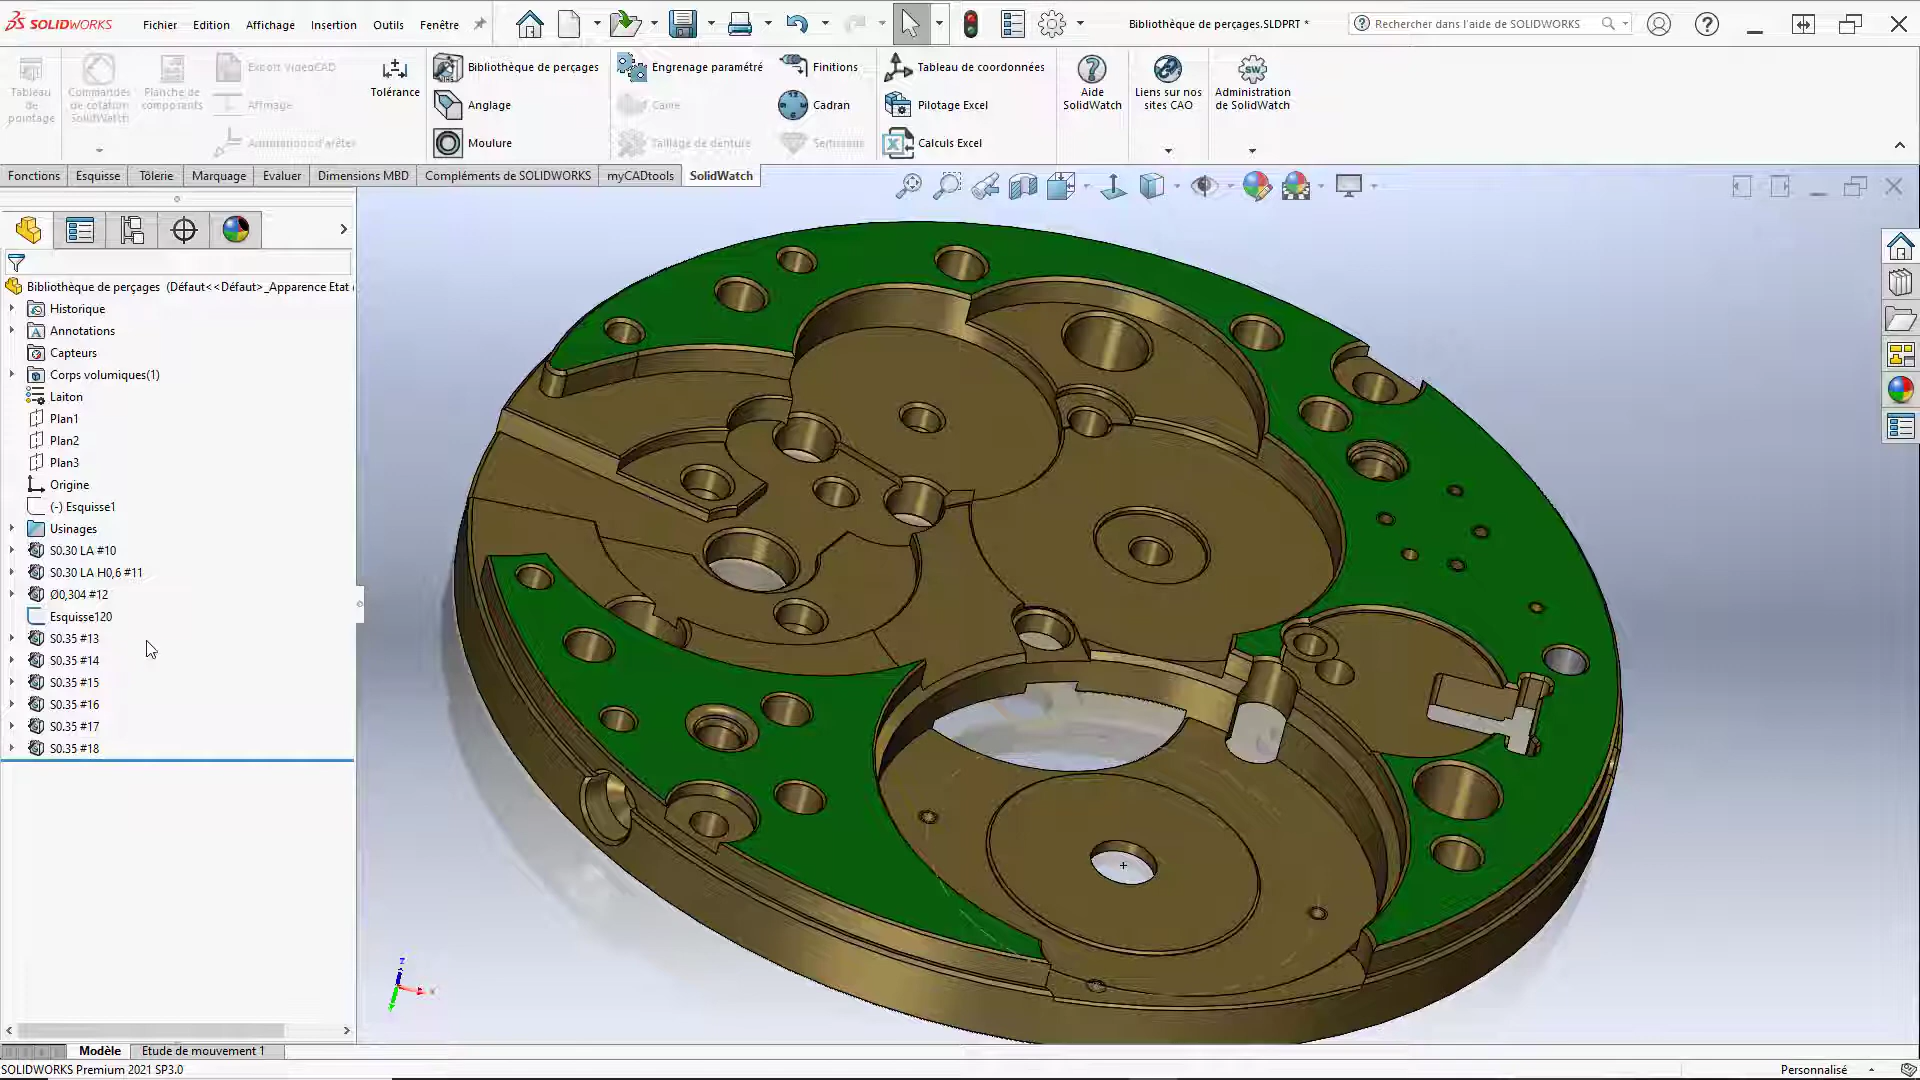 SOLIDWORKS
Fichier Edition Affichage Insertion Outils Fenêtre
Bibliothèque de perçages.SLDPRT *
Rechercher dans l'aide de SOLIDWORKS
Tableau de pointage
Commandes de cotation SolidWatch
Planche de composants
Export VideoCAD
Affinage
Tolérance
Bibliothèque de perçages
Anglage
Moulure
Engrenage paramétré
Came
Taillage de denture
Finitions
Cadran
Sertissage
Tableau de coordonnées
Pilotage Excel
Calculs Excel
Aide SolidWatch
Liens sur nos sites CAO
Administration de SolidWatch
Fonctions Esquisse Tôlerie Marquage Evaluer Dimensions MBD Compléments de SOLIDWORKS myCADtools SolidWatch
Bibliothèque de perçages (Défaut<<Défaut>_Apparence Etat
Historique
Annotations
Capteurs
Corps volumiques(1)
Laiton
Plan1
Plan2
Plan3
Origine
(-) Esquisse1
Usinages
S0.30 LA #10
S0.30 LA H0,6 #11
Ø0,304 #12
Esquisse120
S0.35 #13
S0.35 #14
S0.35 #15
S0.35 #16
S0.35 #17
S0.35 #18
Z
Modèle Etude de mouvement 1
SOLIDWORKS Premium 2021 SP3.0
Personnalisé